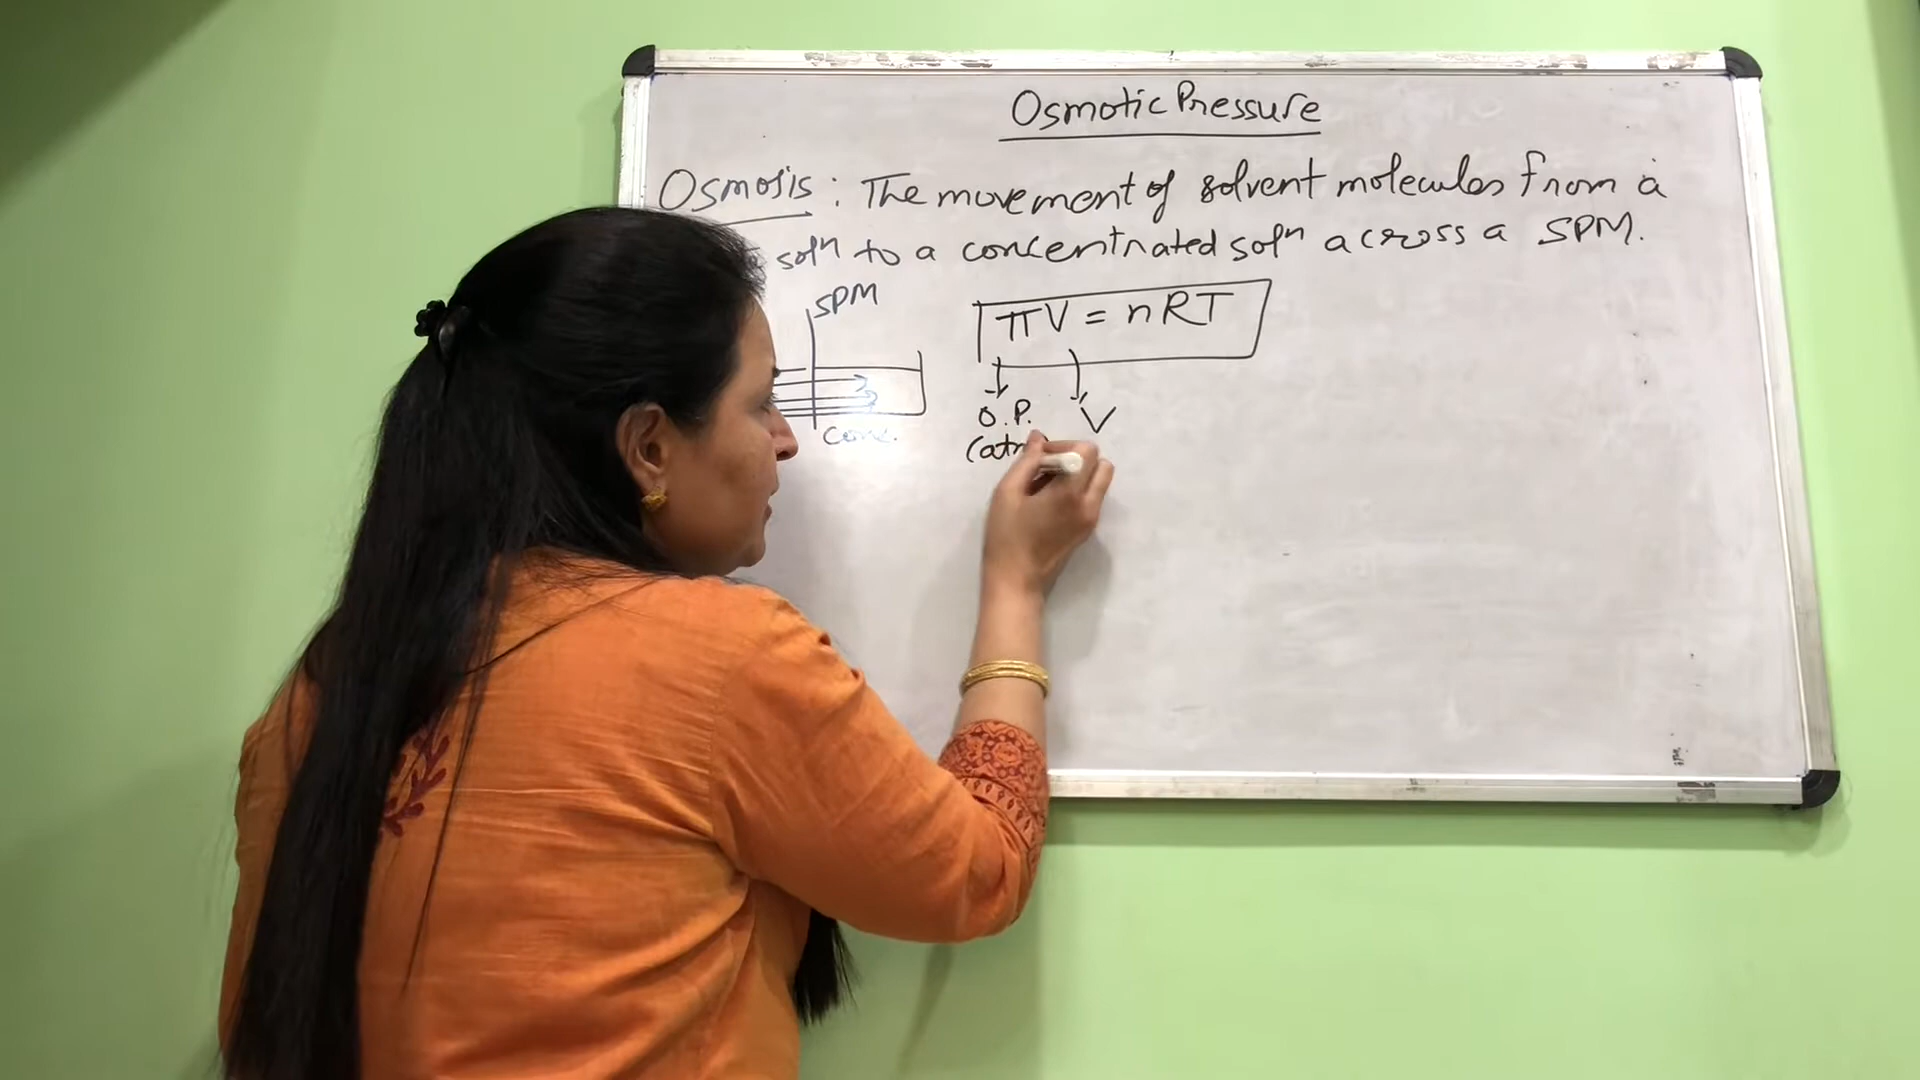 Osmotic Pressure
Osmosis : The movement of solvent molecules from a
solⁿ to a concentrated solⁿ across a SPM.
SPM
πV = nRT
O.P. V
Conc.